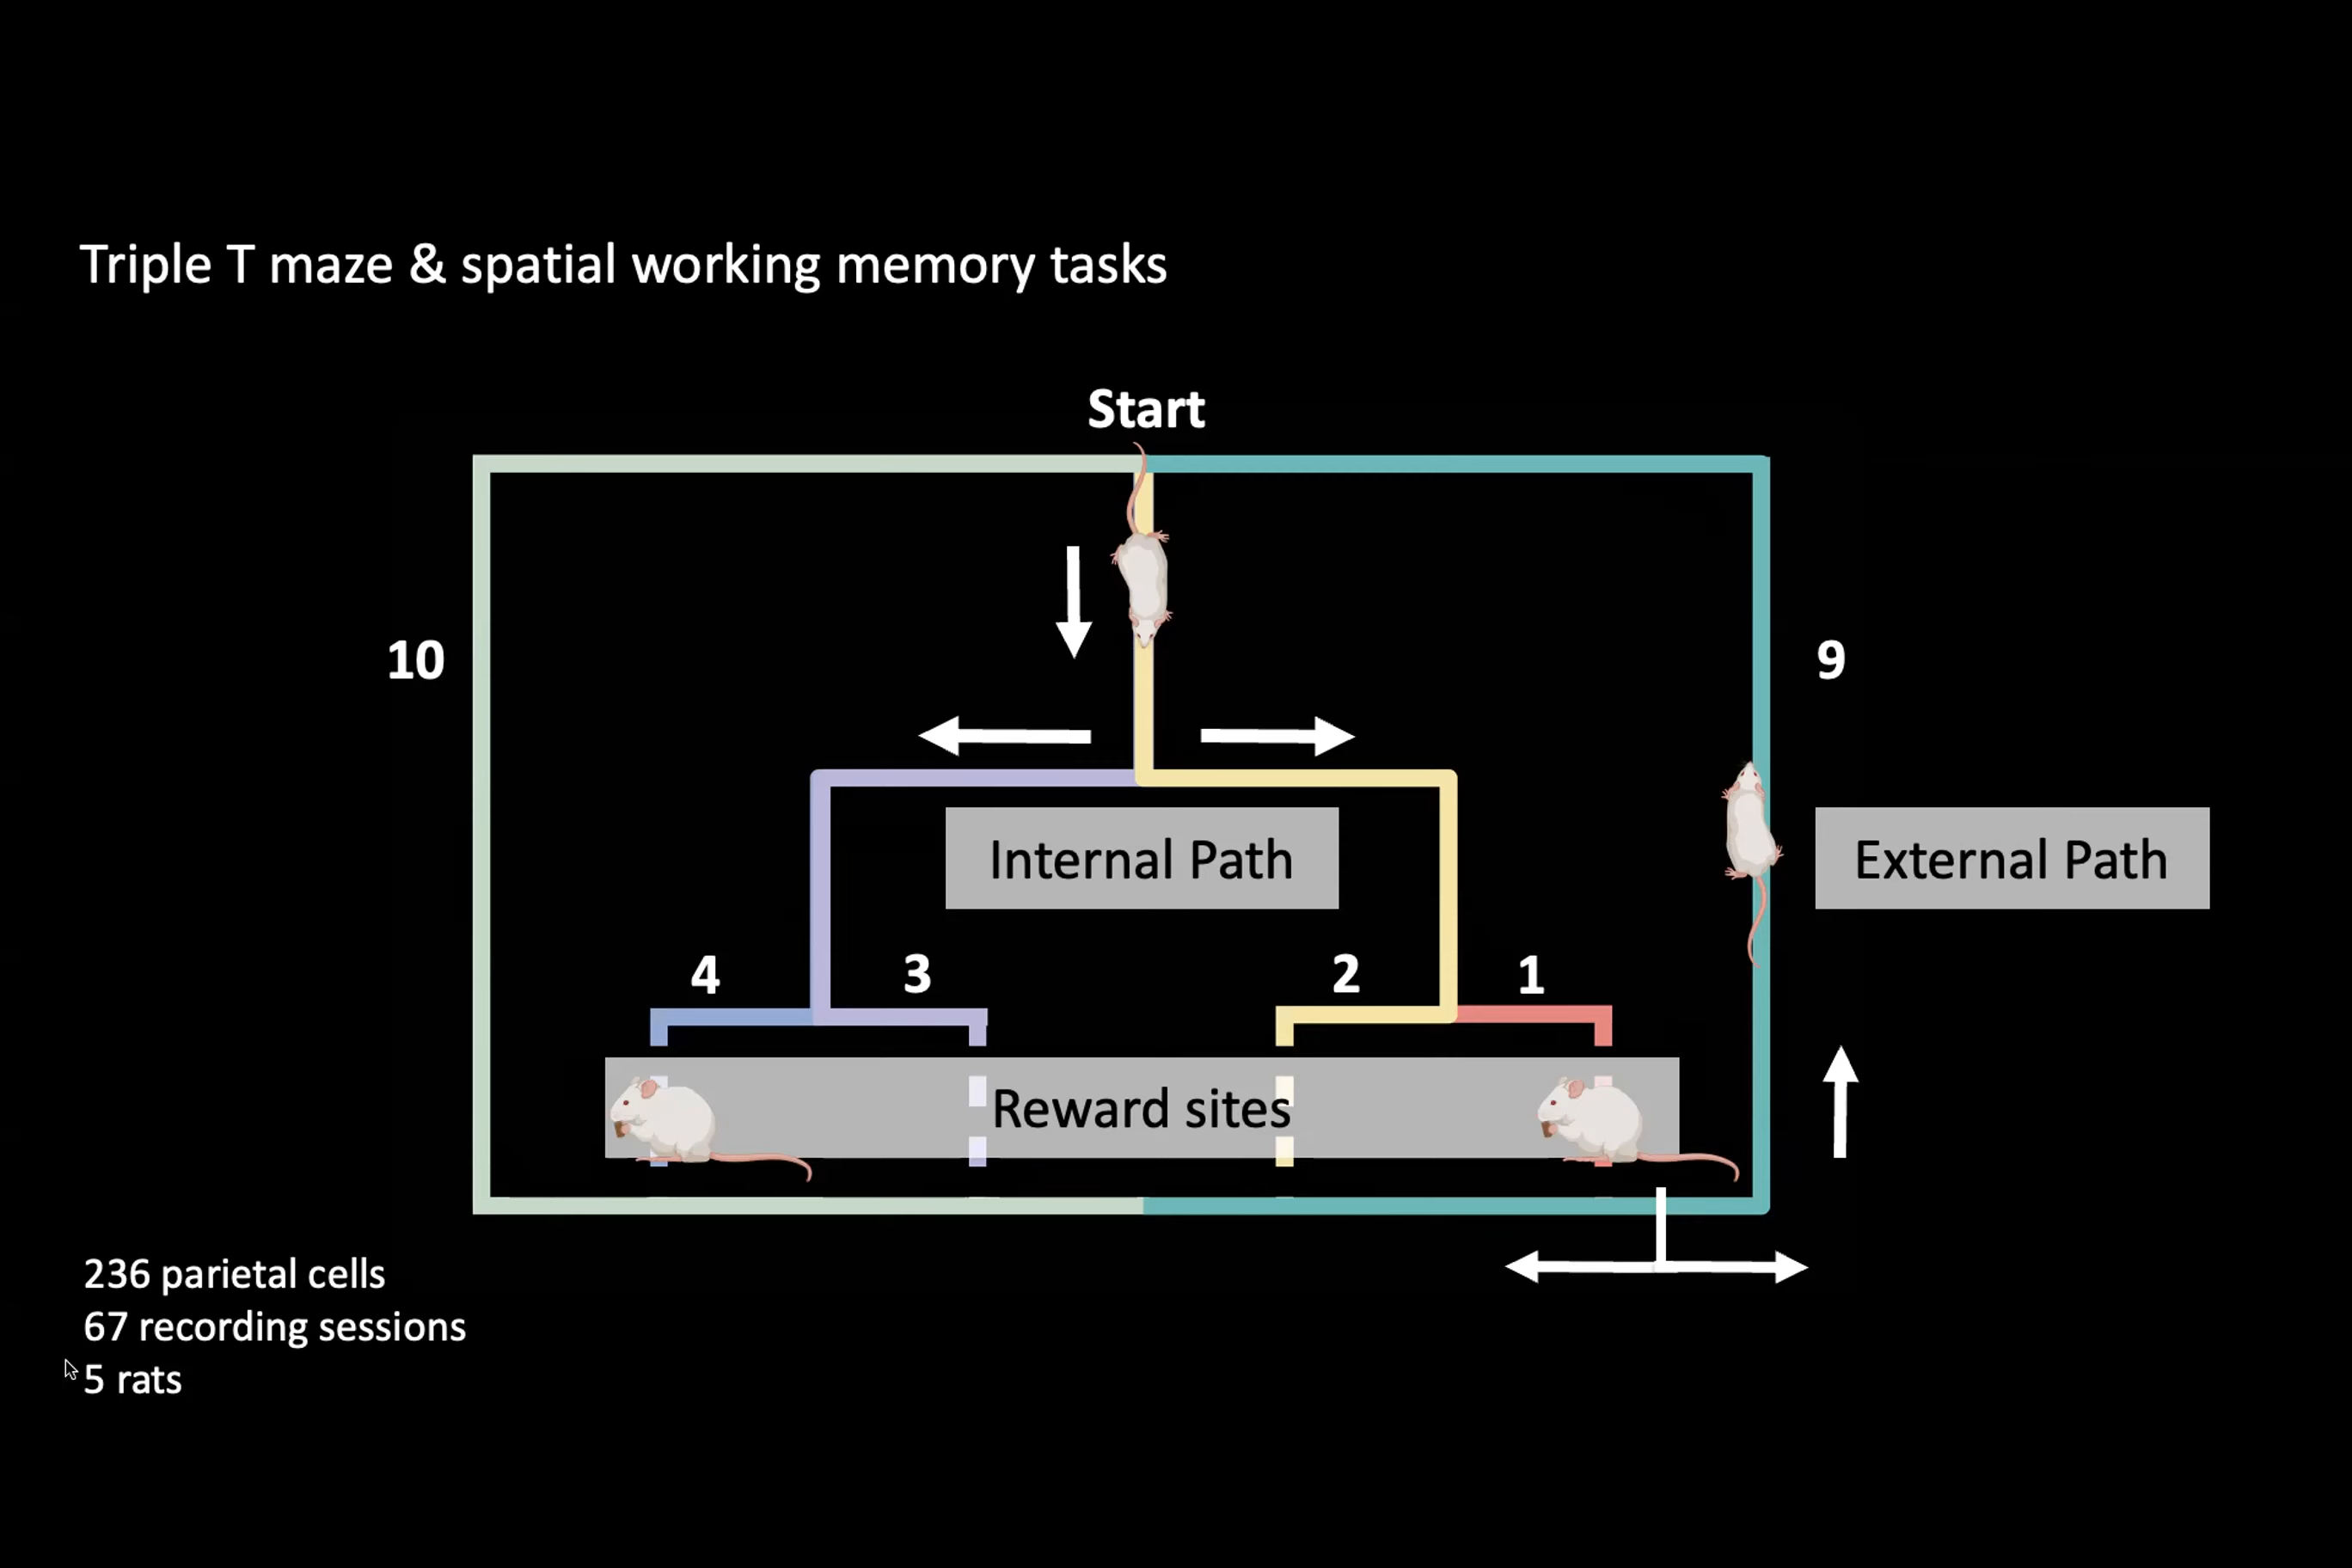 Triple T maze & spatial working memory tasks
Start
10
9
Internal Path
External Path
4
3
2
1
Reward sites
236 parietal cells
67 recording sessions
5 rats